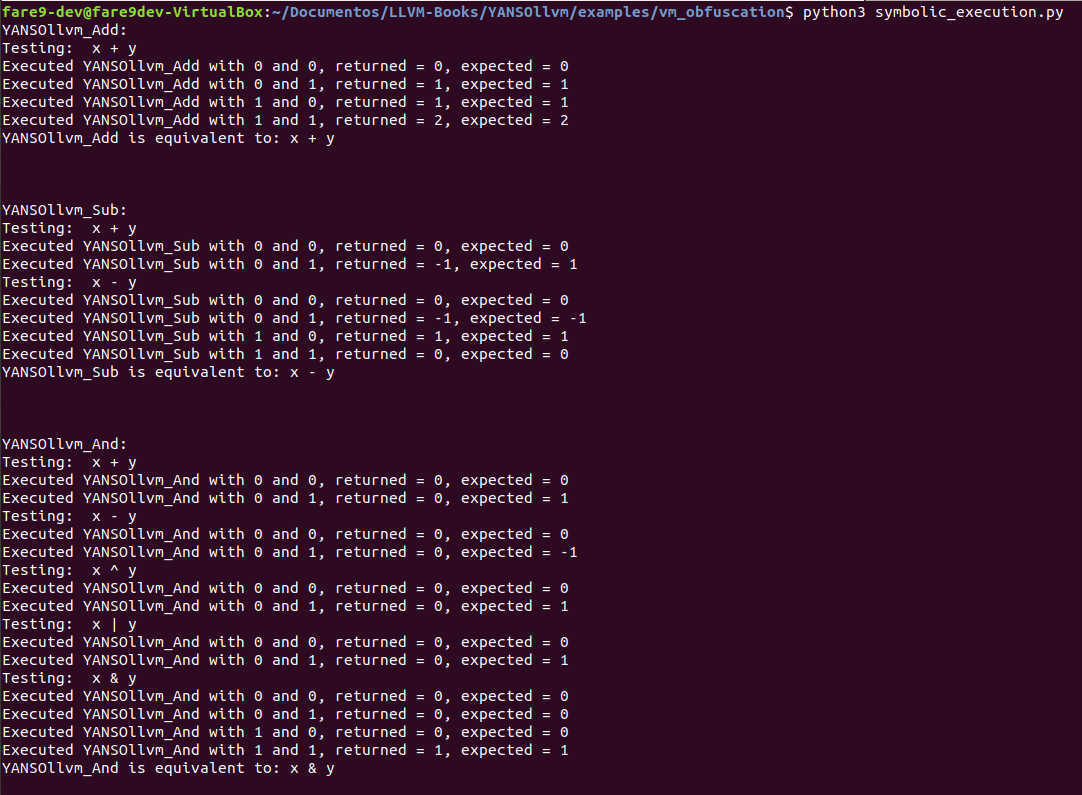 fare9-dev@fare9dev-VirtualBox:~/Documentos/LLVM-Books/YANSOllvm/examples/vm_obfuscation$ python3 symbolic_execution.py
YANSOllvm_Add:
Testing:  x + y
Executed YANSOllvm_Add with 0 and 0, returned = 0, expected = 0
Executed YANSOllvm_Add with 0 and 1, returned = 1, expected = 1
Executed YANSOllvm_Add with 1 and 0, returned = 1, expected = 1
Executed YANSOllvm_Add with 1 and 1, returned = 2, expected = 2
YANSOllvm_Add is equivalent to: x + y
YANSOllvm_Sub:
Testing:  x + y
Executed YANSOllvm_Sub with 0 and 0, returned = 0, expected = 0
Executed YANSOllvm_Sub with 0 and 1, returned = -1, expected = 1
Testing:  x - y
Executed YANSOllvm_Sub with 0 and 0, returned = 0, expected = 0
Executed YANSOllvm_Sub with 0 and 1, returned = -1, expected = -1
Executed YANSOllvm_Sub with 1 and 0, returned = 1, expected = 1
Executed YANSOllvm_Sub with 1 and 1, returned = 0, expected = 0
YANSOllvm_Sub is equivalent to: x - y
YANSOllvm_And:
Testing:  x + y
Executed YANSOllvm_And with 0 and 0, returned = 0, expected = 0
Executed YANSOllvm_And with 0 and 1, returned = 0, expected = 1
Testing:  x - y
Executed YANSOllvm_And with 0 and 0, returned = 0, expected = 0
Executed YANSOllvm_And with 0 and 1, returned = 0, expected = -1
Testing:  x ^ y
Executed YANSOllvm_And with 0 and 0, returned = 0, expected = 0
Executed YANSOllvm_And with 0 and 1, returned = 0, expected = 1
Testing:  x | y
Executed YANSOllvm_And with 0 and 0, returned = 0, expected = 0
Executed YANSOllvm_And with 0 and 1, returned = 0, expected = 1
Testing:  x & y
Executed YANSOllvm_And with 0 and 0, returned = 0, expected = 0
Executed YANSOllvm_And with 0 and 1, returned = 0, expected = 0
Executed YANSOllvm_And with 1 and 0, returned = 0, expected = 0
Executed YANSOllvm_And with 1 and 1, returned = 1, expected = 1
YANSOllvm_And is equivalent to: x & y